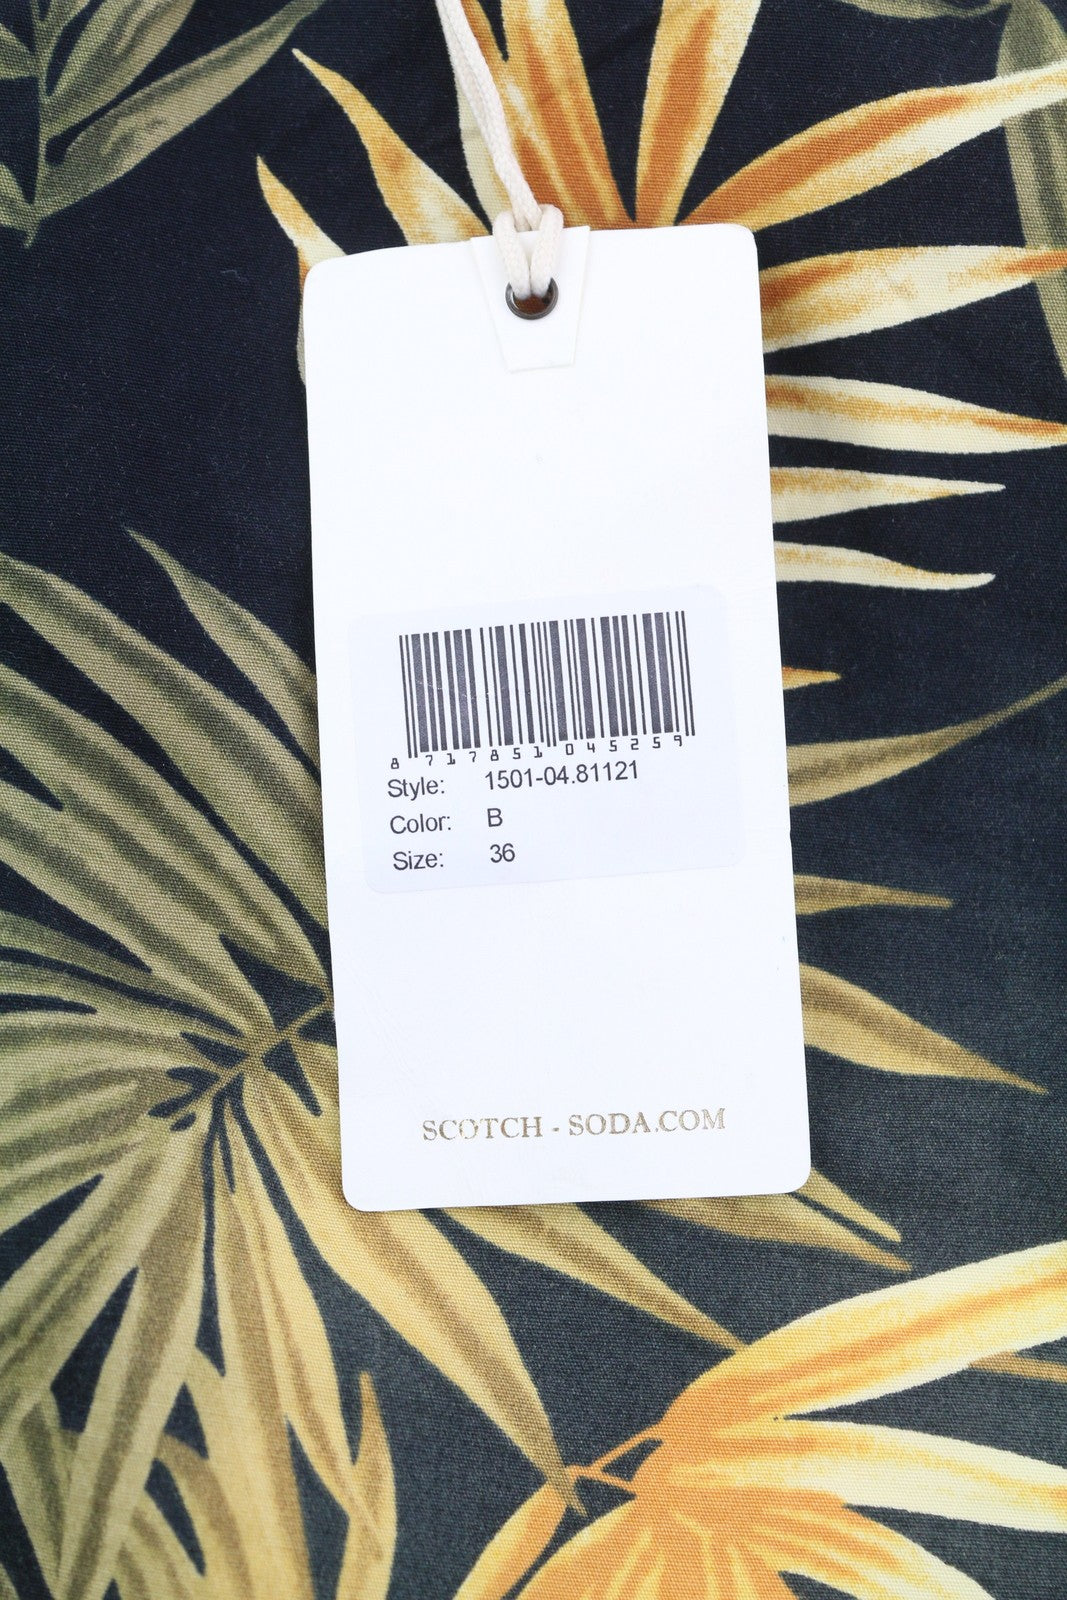 8 717851 045259
Style: 1501-04.81121
Color: B
Size: 36
SCOTCH - SODA.COM